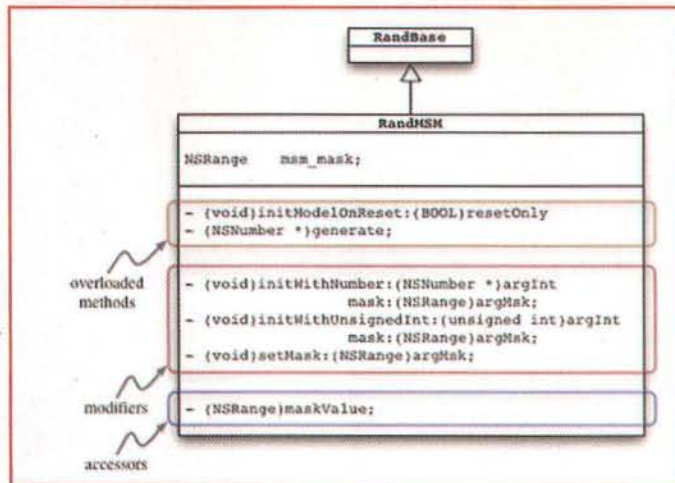 RandBase
RandMSM
NSRange msm_mask;
- (void)initModelOnReset:(BOOL)resetOnly
- (NSNumber *)generate;
overloaded
methods
- (void)initWithNumber:(NSNumber *)argInt
mask:(NSRange)argMsk;
- (void)initWithUnsignedInt:(unsigned int)argInt
mask:(NSRange)argMsk;
- (void)setMask:(NSRange)argMsk;
modifiers
- (NSRange)maskValue;
accessors